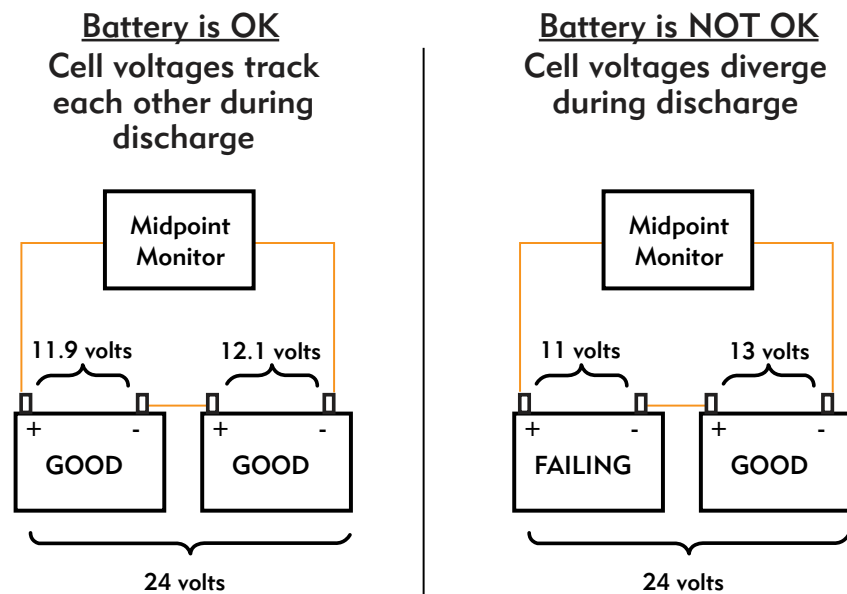 Battery is OK
Cell voltages track
each other during
discharge
Midpoint
Monitor
11.9 volts
12.1 volts
+ -
+ -
GOOD
GOOD
24 volts
Battery is NOT OK
Cell voltages diverge
during discharge
Midpoint
Monitor
11 volts
13 volts
+ -
+ -
FAILING
GOOD
24 volts